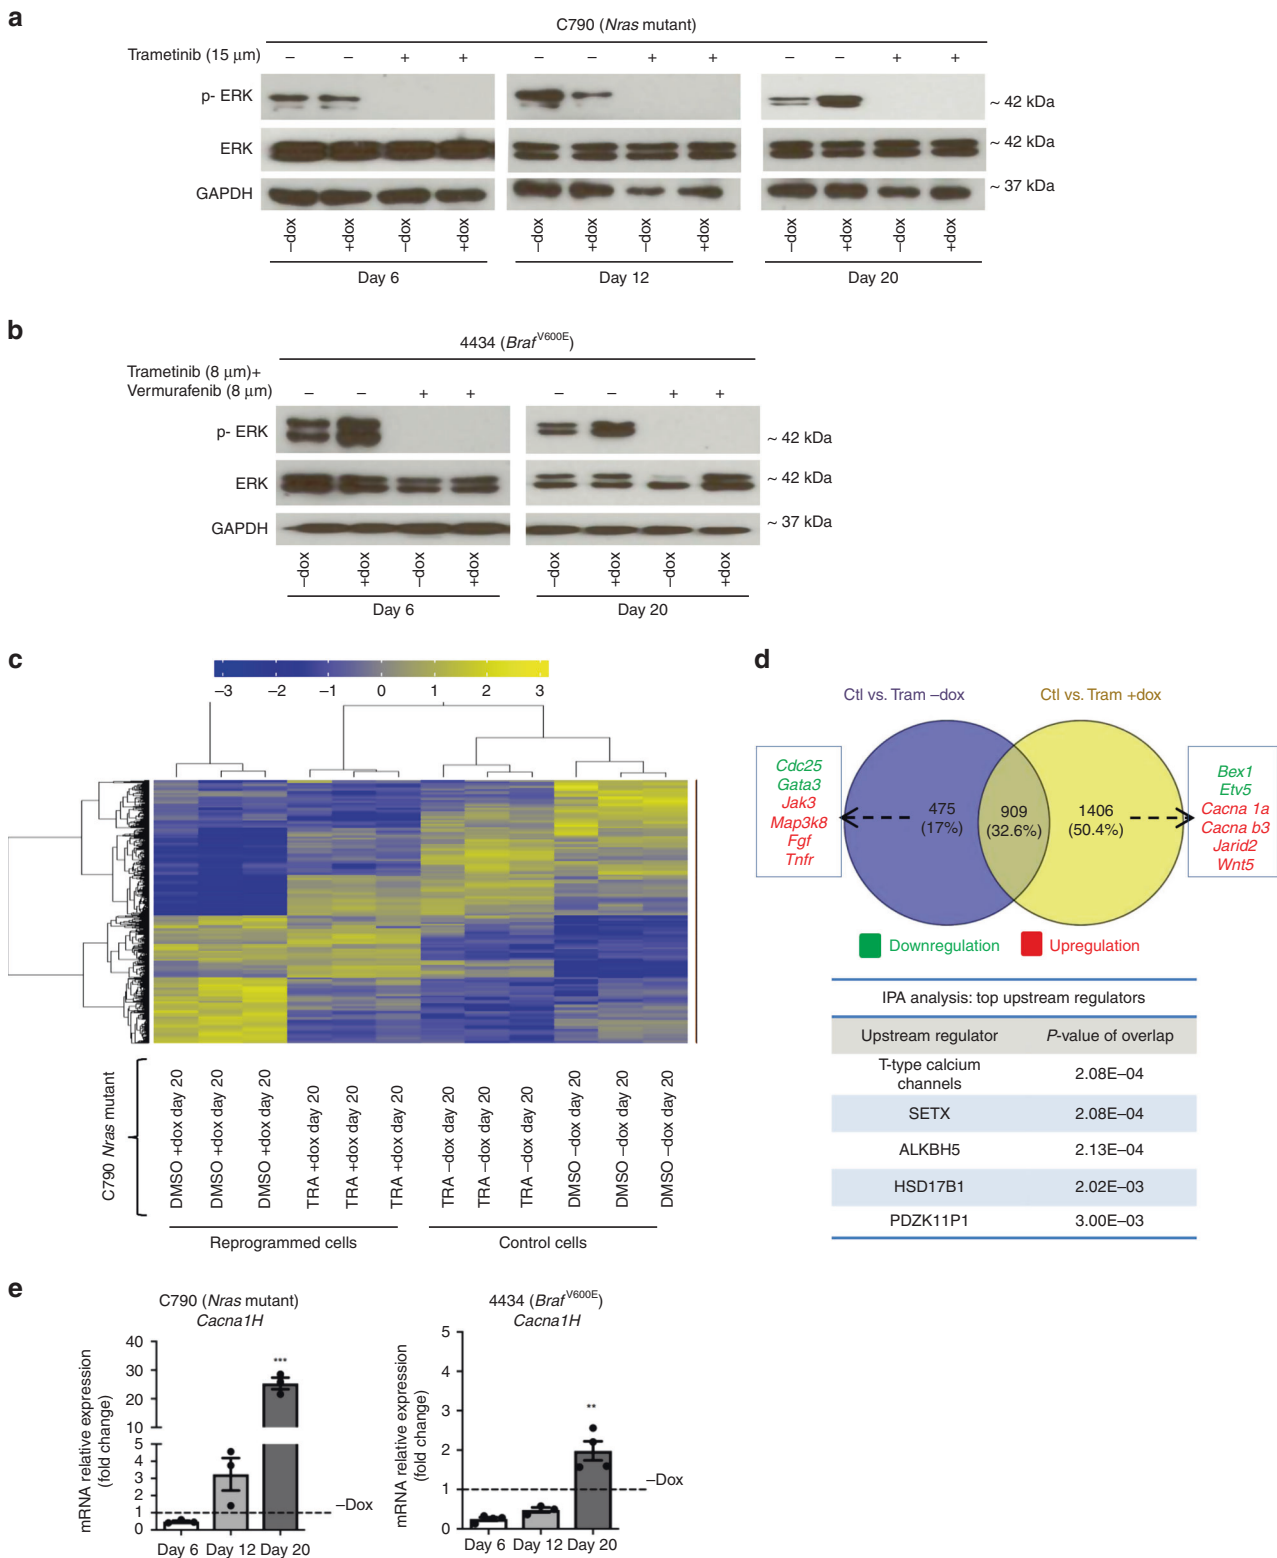 a
C790 (Nras mutant)
Trametinib (15 μm) – – + + – – + + – – + +
p- ERK ~ 42 kDa
ERK ~ 42 kDa
GAPDH ~ 37 kDa
–dox +dox –dox +dox –dox +dox –dox +dox –dox +dox –dox +dox
Day 6 Day 12 Day 20
b
4434 (Braf V600E)
Trametinib (8 μm)+
Vermurafenib (8 μm) – – + + – – + +
p- ERK ~ 42 kDa
ERK ~ 42 kDa
GAPDH ~ 37 kDa
–dox +dox –dox +dox –dox +dox –dox +dox
Day 6 Day 20
c
–3 –2 –1 0 1 2 3
C790 Nras mutant
DMSO +dox day 20
DMSO +dox day 20
DMSO +dox day 20
TRA +dox day 20
TRA +dox day 20
TRA +dox day 20
TRA –dox day 20
TRA –dox day 20
TRA –dox day 20
DMSO –dox day 20
DMSO –dox day 20
DMSO –dox day 20
Reprogrammed cells Control cells
d
Ctl vs. Tram –dox Ctl vs. Tram +dox
Cdc25
Gata3
Jak3
Map3k8
Fgf
Tnfr
475
(17%)
909
(32.6%)
1406
(50.4%)
Bex1
Etv5
Cacna 1a
Cacna b3
Jarid2
Wnt5
Downregulation Upregulation
IPA analysis: top upstream regulators
Upstream regulator P-value of overlap
T-type calcium
channels 2.08E–04
SETX 2.08E–04
ALKBH5 2.13E–04
HSD17B1 2.02E–03
PDZK11P1 3.00E–03
e
C790 (Nras mutant)
Cacna1H
mRNA relative expression
(fold change)
40
30
20
10
5
4
3
2
1
0
***
–Dox
Day 6 Day 12 Day 20
4434 (Braf V600E)
Cacna1H
mRNA relative expression
(fold change)
5
4
3
2
1
0
**
–Dox
Day 6 Day 12 Day 20